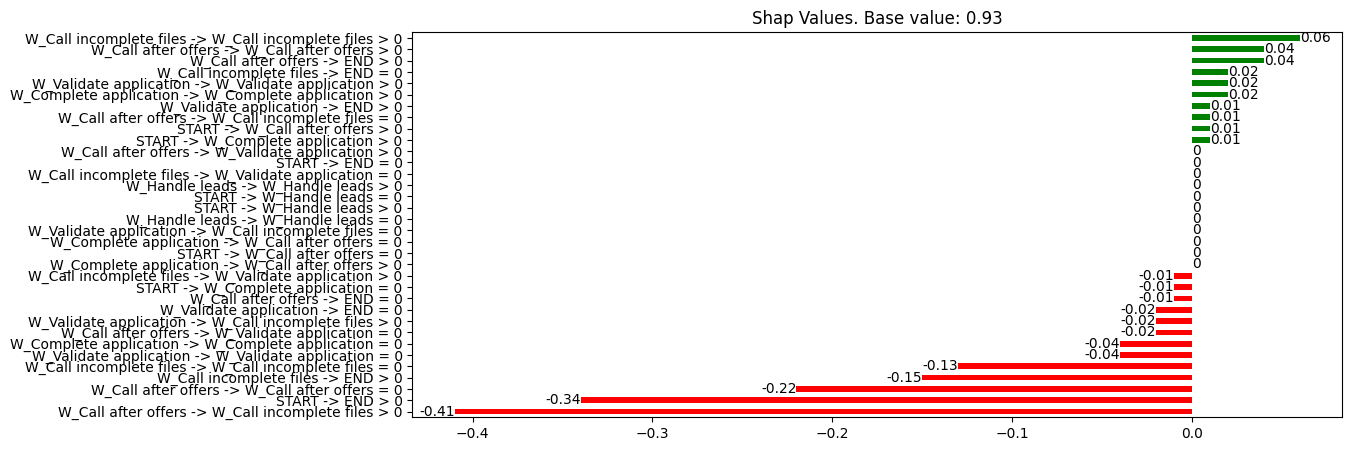 Shap Values. Base value: 0.93
W_Call incomplete files -> W_Call incomplete files > 0 0.06
W_Call after offers -> W_Call after offers > 0 0.04
W_Call after offers -> END > 0 0.04
W_Call incomplete files -> END = 0 0.02
W_Validate application -> W_Validate application > 0 0.02
W_Complete application -> W_Complete application > 0 0.02
W_Validate application -> END > 0 0.01
W_Call after offers -> W_Call incomplete files = 0 0.01
START -> W_Call after offers > 0 0.01
START -> W_Complete application > 0 0.01
W_Call after offers -> W_Validate application > 0 0
START -> END = 0 0
W_Call incomplete files -> W_Validate application = 0 0
W_Handle leads -> W_Handle leads > 0 0
START -> W_Handle leads = 0 0
START -> W_Handle leads > 0 0
W_Handle leads -> W_Handle leads = 0 0
W_Validate application -> W_Call incomplete files = 0 0
W_Complete application -> W_Call after offers = 0 0
START -> W_Call after offers = 0 0
W_Complete application -> W_Call after offers > 0 0
W_Call incomplete files -> W_Validate application > 0 -0.01
START -> W_Complete application = 0 -0.01
W_Call after offers -> END = 0 -0.01
W_Validate application -> END = 0 -0.02
W_Validate application -> W_Call incomplete files > 0 -0.02
W_Call after offers -> W_Validate application = 0 -0.02
W_Complete application -> W_Complete application = 0 -0.04
W_Validate application -> W_Validate application = 0 -0.04
W_Call incomplete files -> W_Call incomplete files = 0 -0.13
W_Call incomplete files -> END > 0 -0.15
W_Call after offers -> W_Call after offers = 0 -0.22
START -> END > 0 -0.34
W_Call after offers -> W_Call incomplete files > 0 -0.41
−0.4 −0.3 −0.2 −0.1 0.0